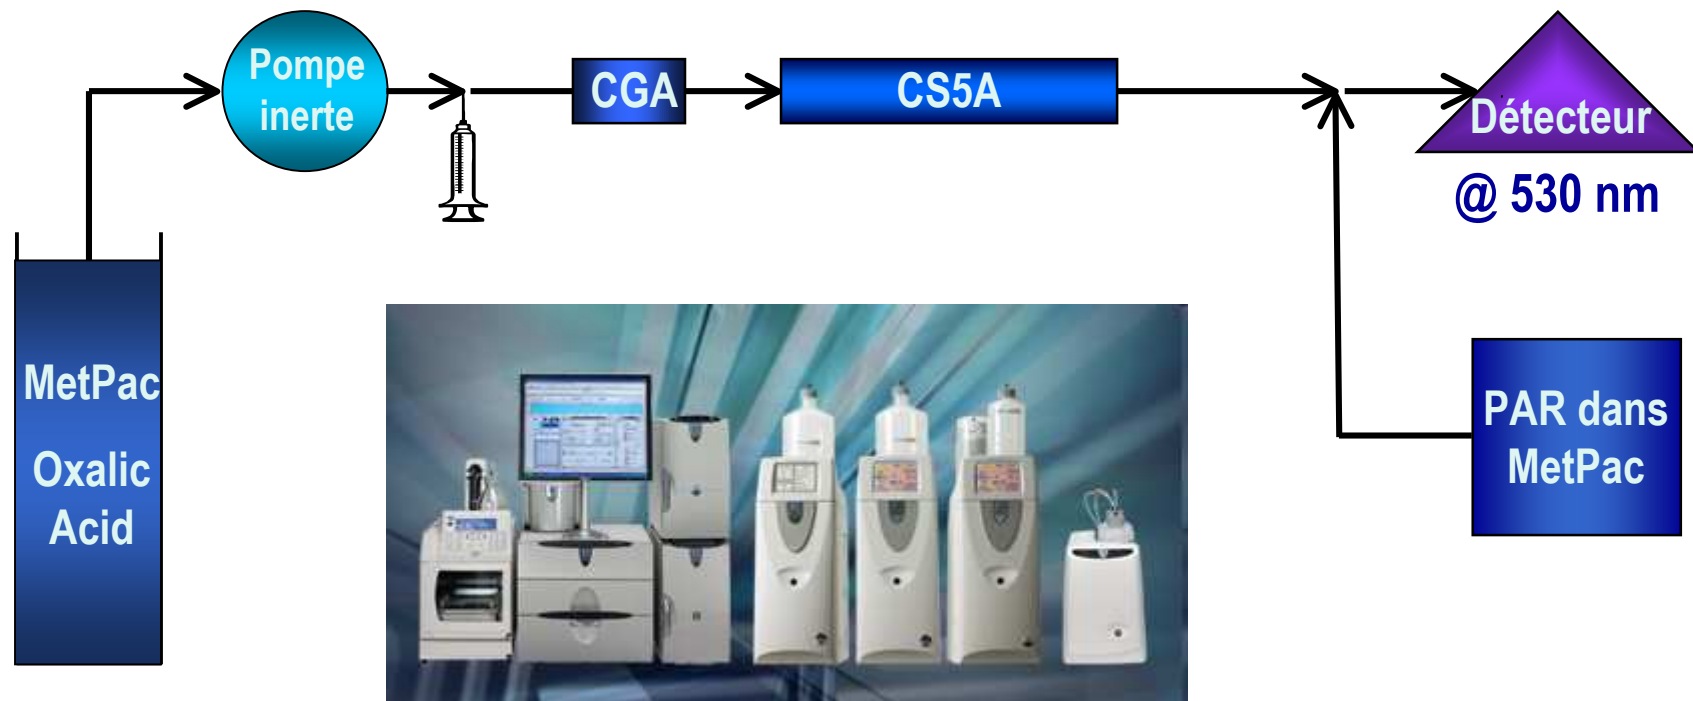 Pompe
inerte
CGA
CS5A
Détecteur
@ 530 nm
MetPac
Oxalic
Acid
PAR dans
MetPac